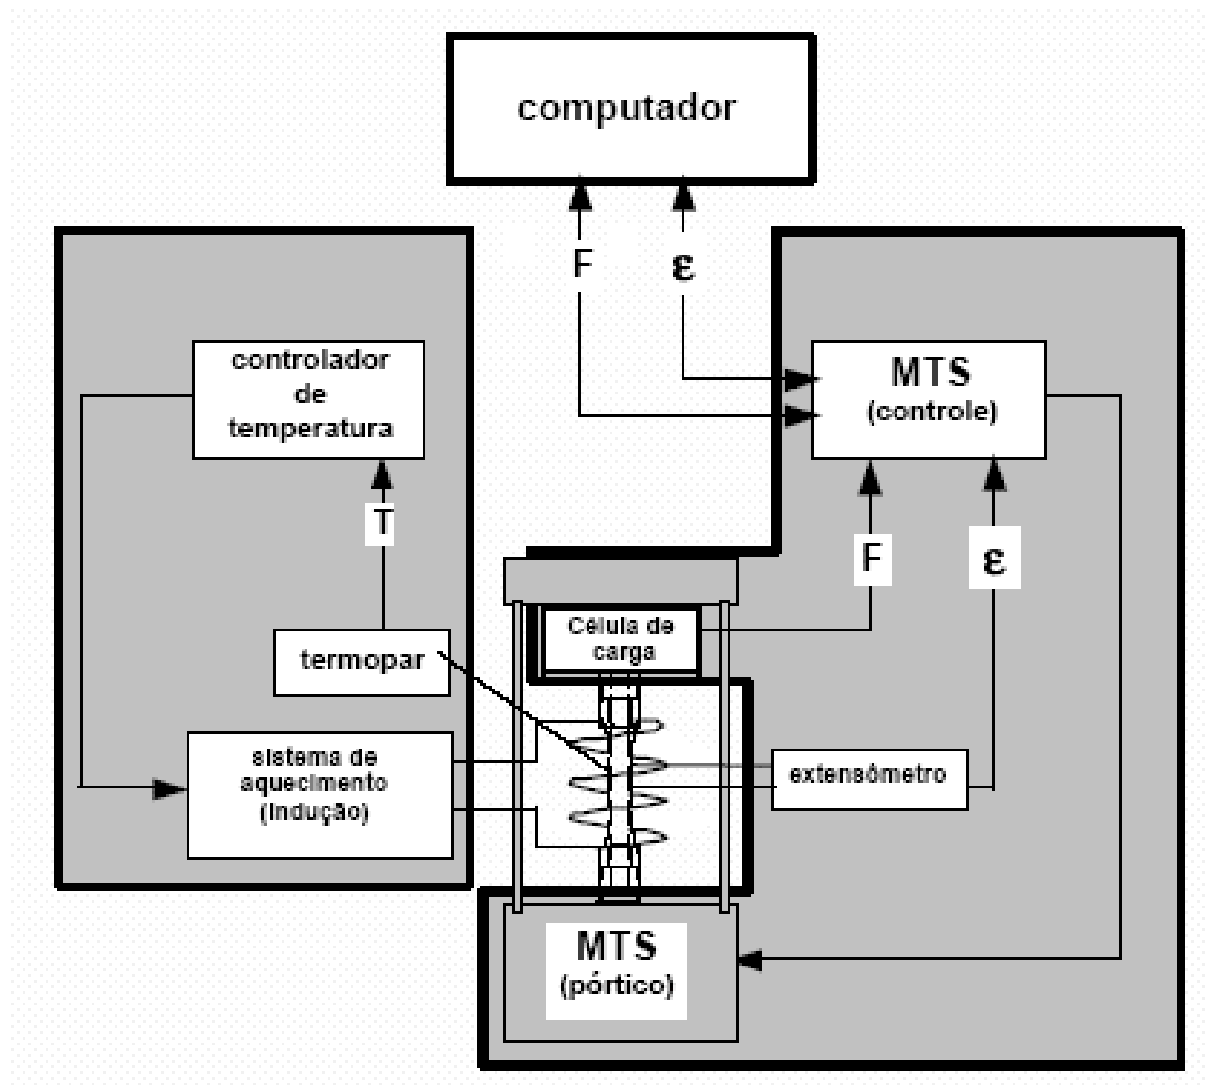 computador
F
ε
controlador
de
temperatura
MTS
(controle)
T
F
ε
Célula de
carga
termopar
sistema de
aquecimento
(indução)
extensômetro
MTS
(pórtico)